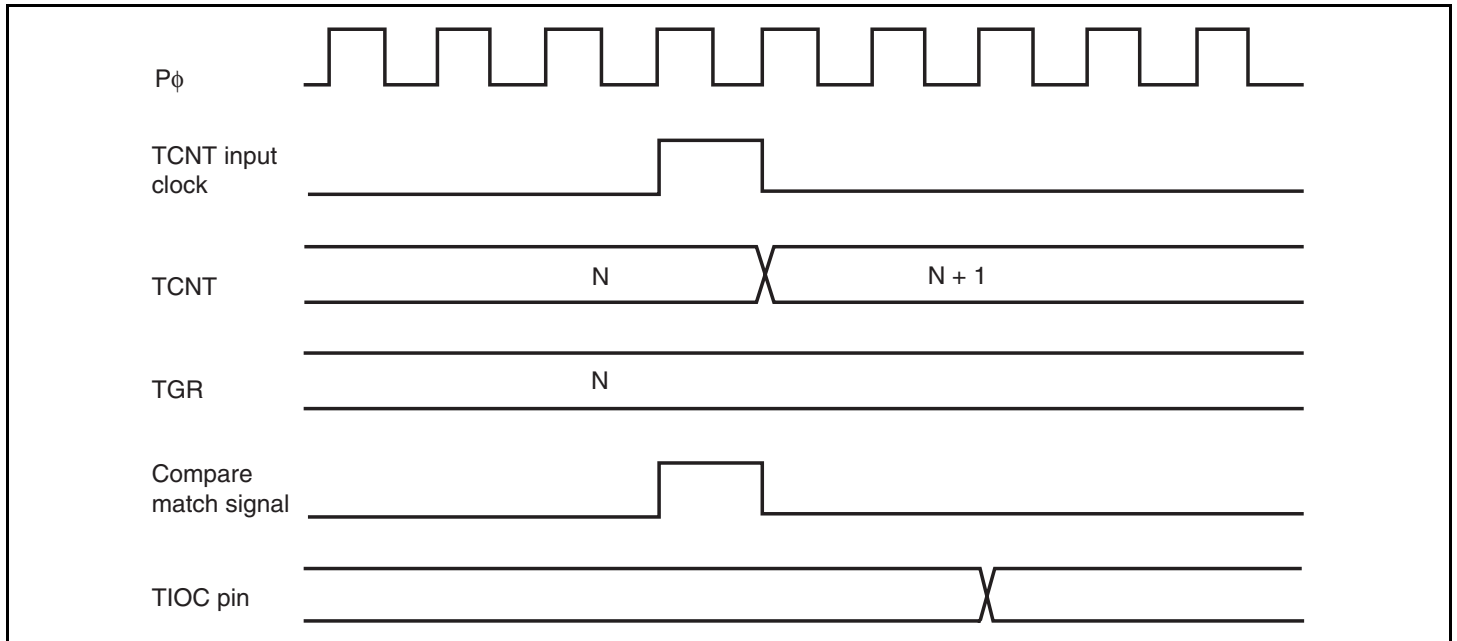 Pϕ
TCNT input
clock
TCNT
N
N + 1
TGR
N
Compare
match signal
TIOC pin